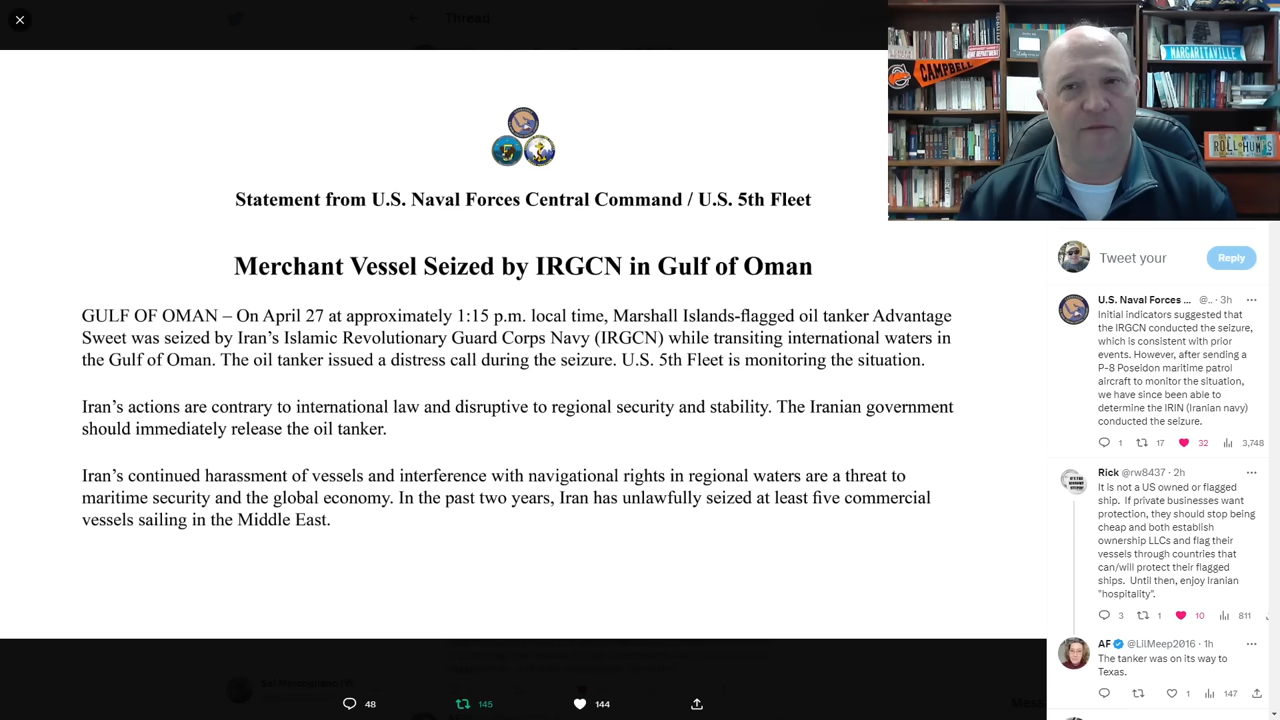 Thread
Statement from U.S. Naval Forces Central Command / U.S. 5th Fleet
Merchant Vessel Seized by IRGCN in Gulf of Oman
GULF OF OMAN – On April 27 at approximately 1:15 p.m. local time, Marshall Islands-flagged oil tanker Advantage
Sweet was seized by Iran’s Islamic Revolutionary Guard Corps Navy (IRGCN) while transiting international waters in
the Gulf of Oman. The oil tanker issued a distress call during the seizure. U.S. 5th Fleet is monitoring the situation.
Iran’s actions are contrary to international law and disruptive to regional security and stability. The Iranian government
should immediately release the oil tanker.
Iran’s continued harassment of vessels and interference with navigational rights in regional waters are a threat to
maritime security and the global economy. In the past two years, Iran has unlawfully seized at least five commercial
vessels sailing in the Middle East.
48
145
144
CAMPBELL
MARGARITAVILLE
ROLL HUMS
Tweet your
Reply
U.S. Naval Forces ... @.. · 3h
Initial indicators suggested that
the IRGCN conducted the seizure,
which is consistent with prior
events. However, after sending a
P-8 Poseidon maritime patrol
aircraft to monitor the situation,
we have since been able to
determine the IRIN (Iranian navy)
conducted the seizure.
1 17 32 3,748
Rick @rw8437 · 2h
It is not a US owned or flagged
ship. If private businesses want
protection, they should stop being
cheap and both establish
ownership LLCs and flag their
vessels through countries that
can/will protect their flagged
ships. Until then, enjoy Iranian
"hospitality".
3 1 10 811
AF @LilMeep2016 · 1h
The tanker was on its way to
Texas.
1 147